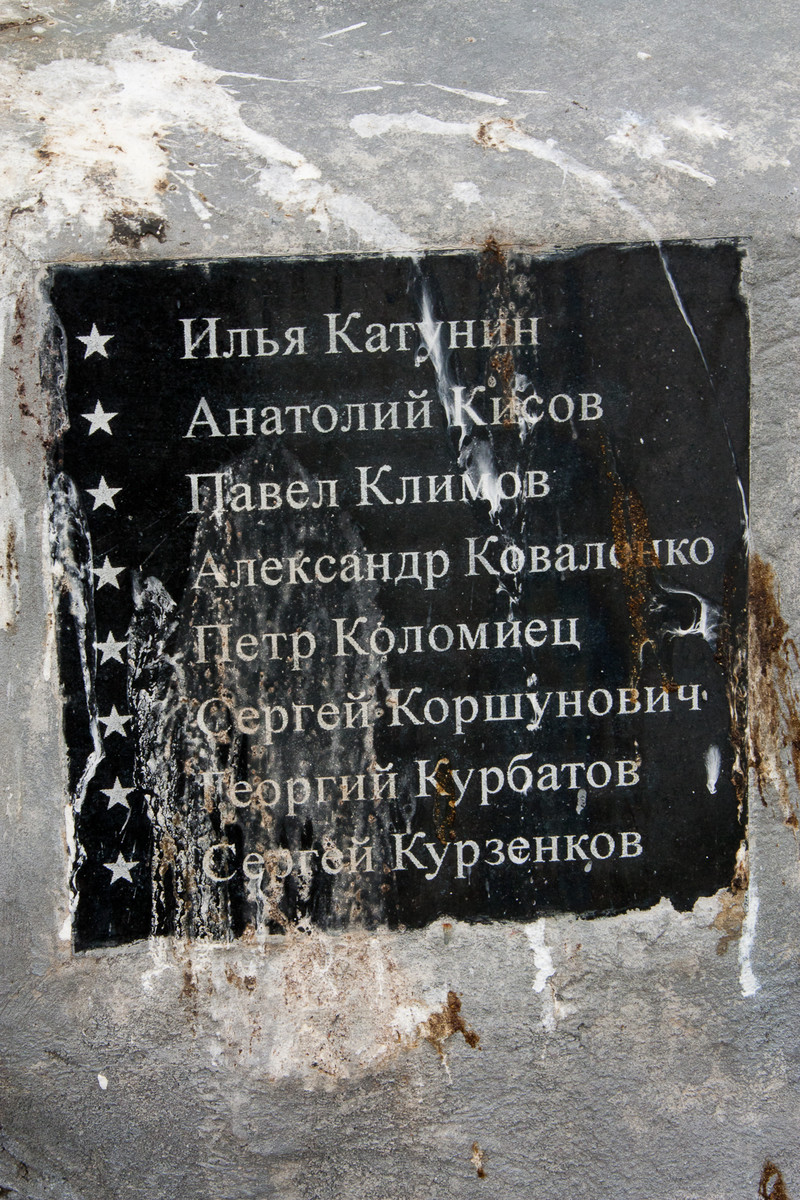 ★ Илья Катунин
★ Анатолий Кисов
★ Павел Климов
★ Александр Коваленко
★ Петр Коломиец
★ Сергей Коршунович
★ Георгий Курбатов
★ Сергей Курзенков